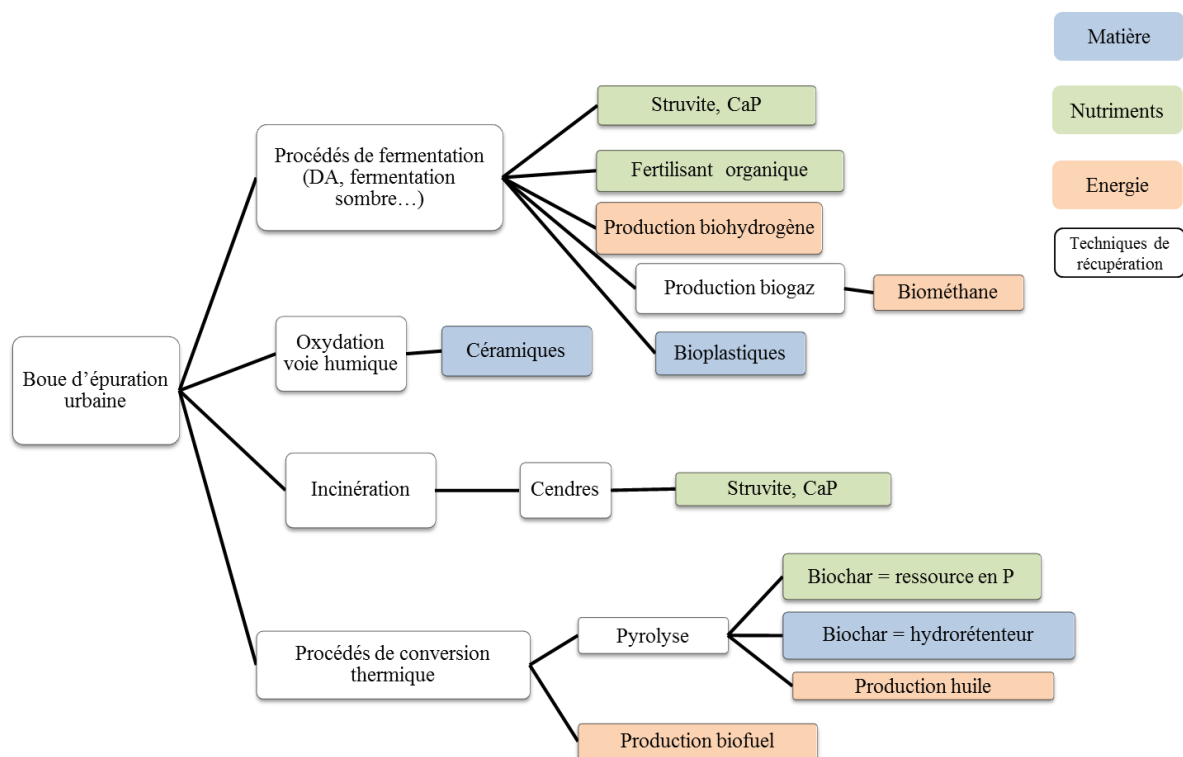 Matière
Nutriments
Energie
Techniques de
récupération
Struvite, CaP
Procédés de fermentation
(DA, fermentation
sombre…)
Fertilisant organique
Production biohydrogène
Production biogaz
Biométhane
Bioplastiques
Oxydation
voie humique
Céramiques
Boue d’épuration
urbaine
Incinération
Cendres
Struvite, CaP
Procédés de conversion
thermique
Pyrolyse
Biochar = ressource en P
Biochar = hydrorétenteur
Production huile
Production biofuel